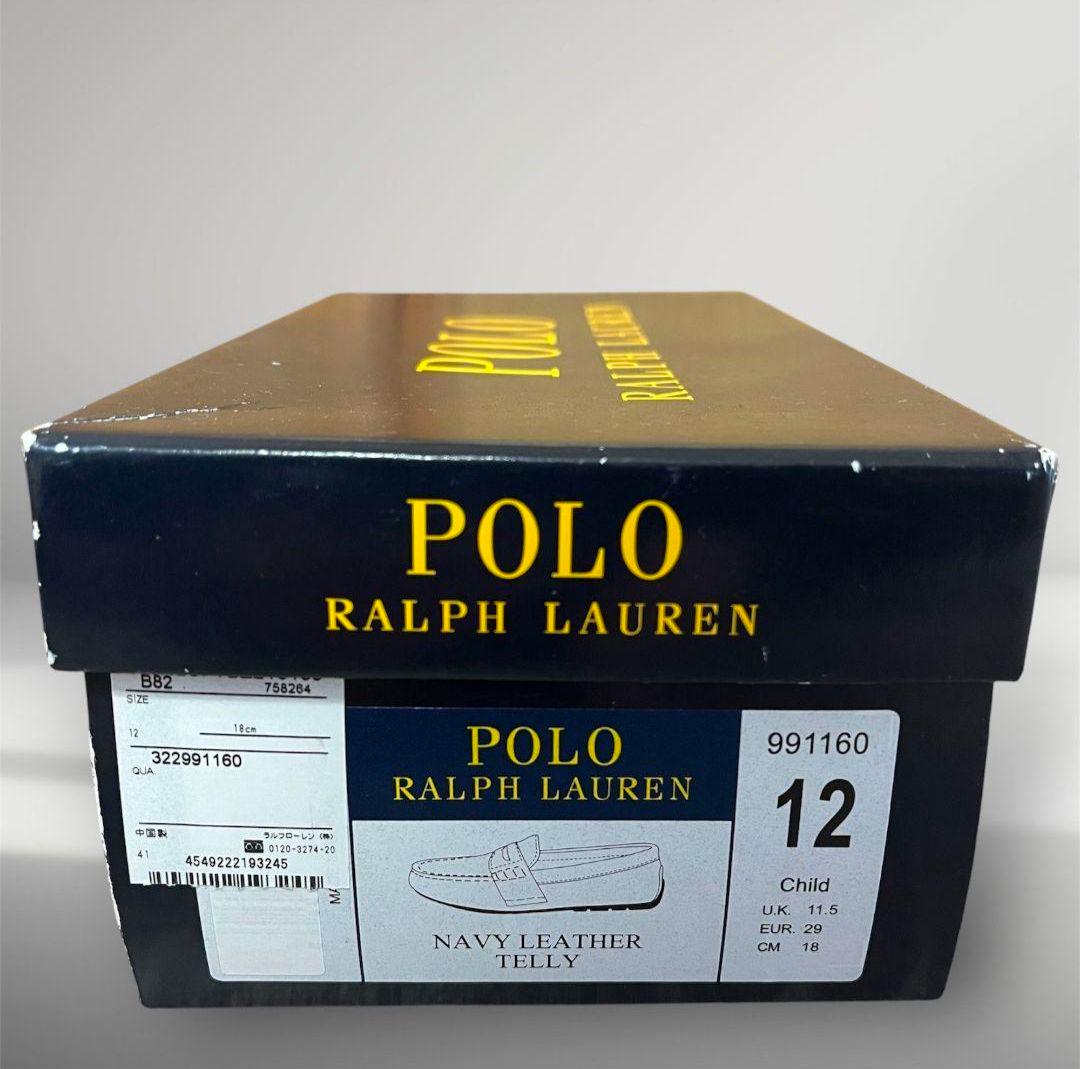 POLO
RALPH LAUREN
POLO
RALPH LAUREN
B82
758264
SIZE
12 18cm
322991160
QUA
中国製
ラルフローレン (株)
0120-3274-20
41
4549222193245
MA
POLO
RALPH LAUREN
NAVY LEATHER
TELLY
991160
12
Child
U.K. 11.5
EUR. 29
CM 18